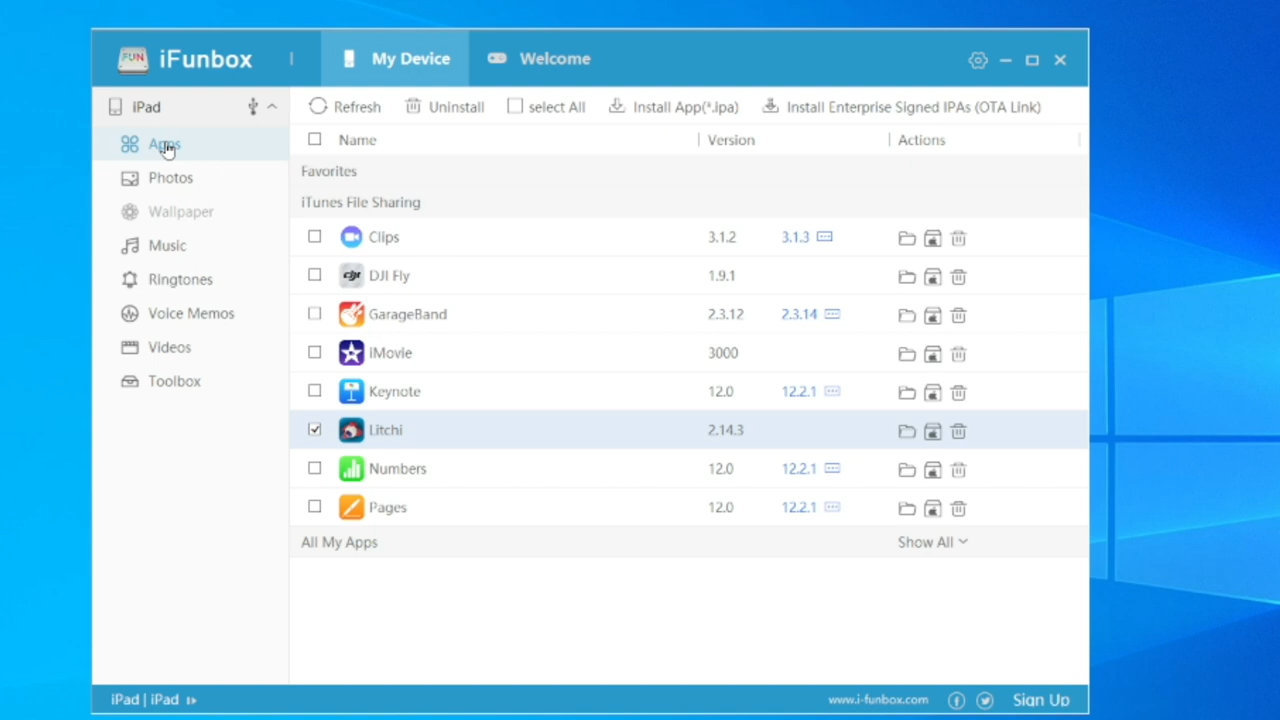 FUN iFunbox My Device Welcome
iPad Refresh Uninstall select All Install App(*.ipa) Install Enterprise Signed IPAs (OTA Link)
Apps Name Version Actions
Photos Favorites
Wallpaper iTunes File Sharing
Music Clips 3.1.2 3.1.3
Ringtones dji DJI Fly 1.9.1
Voice Memos GarageBand 2.3.12 2.3.14
Videos iMovie 3000
Toolbox Keynote 12.0 12.2.1
Litchi 2.14.3
Numbers 12.0 12.2.1
Pages 12.0 12.2.1
All My Apps Show All
iPad | iPad www.i-funbox.com Sign Up